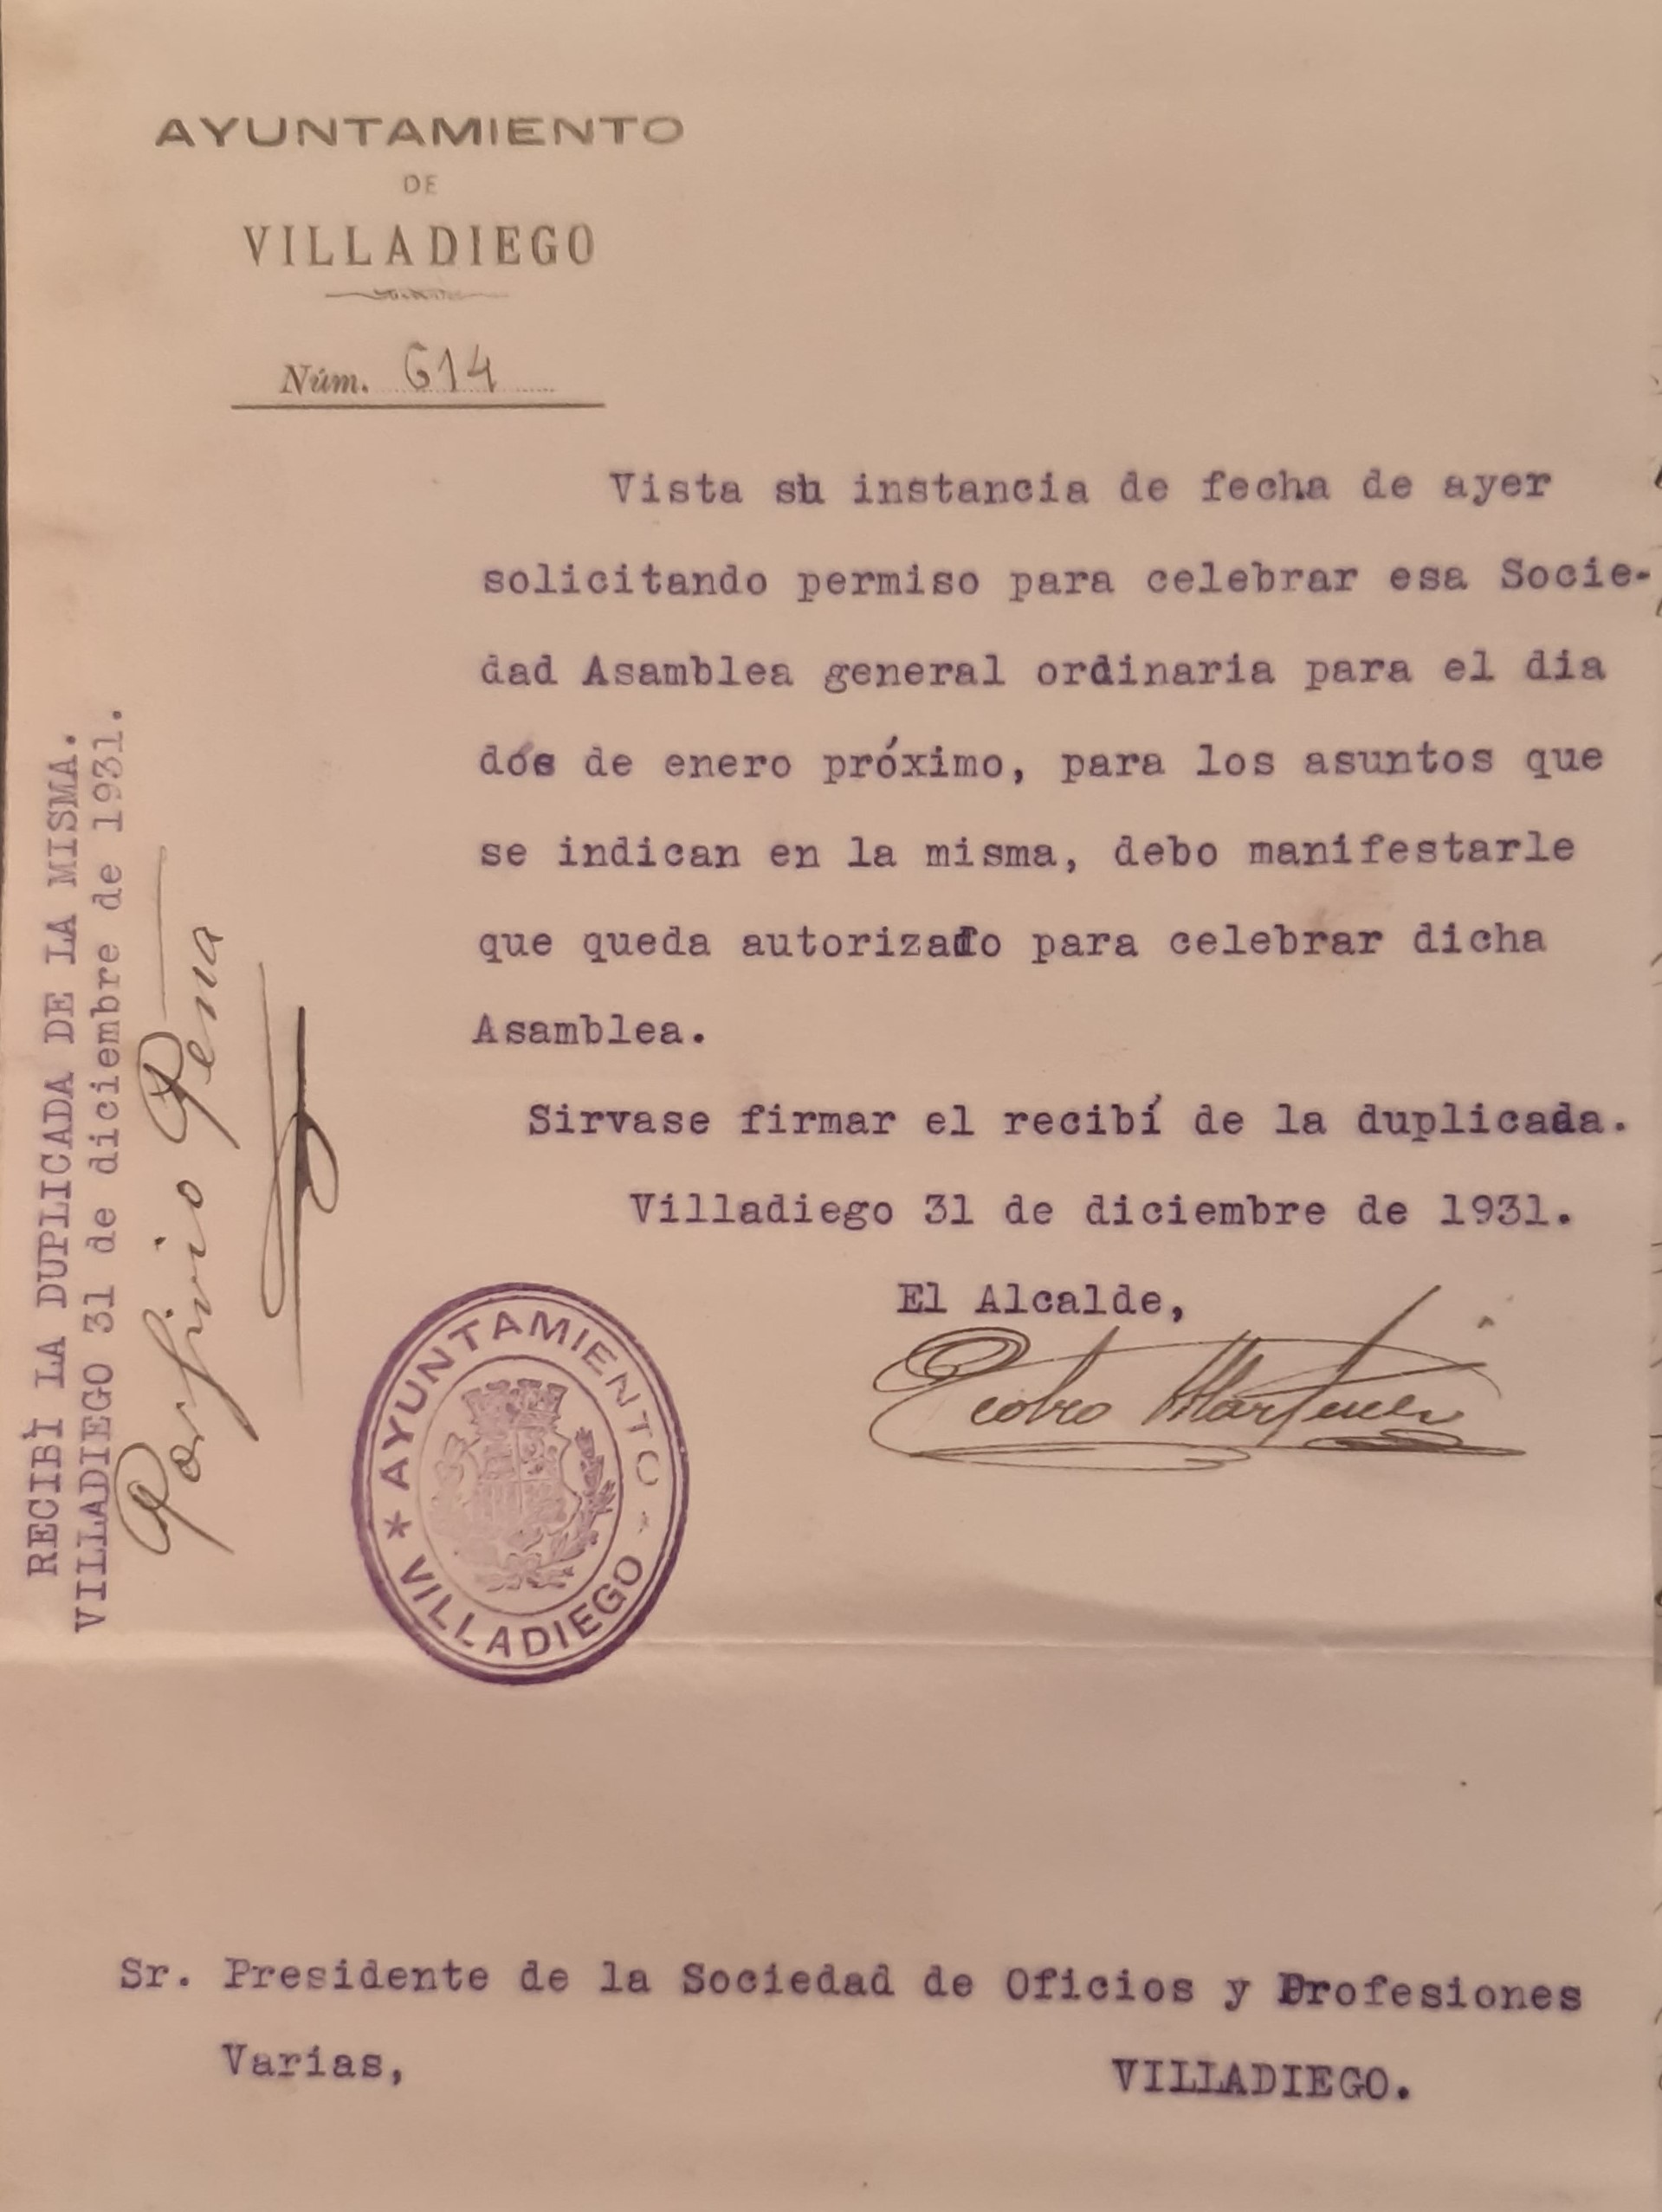 AYUNTAMIENTO
DE
VILLADIEGO
Núm. 614
Vista su instancia de fecha de ayer
solicitando permiso para celebrar esa Socie-
dad Asamblea general ordinaria para el dia
dos de enero próximo, para los asuntos que
se indican en la misma, debo manifestarle
que queda autorizado para celebrar dicha
Asamblea.
Sirvase firmar el recibí de la duplicada.
Villadiego 31 de diciembre de 1931.
El Alcalde,
Pedro Martinez
AYUNTAMIENTO
* VILLADIEGO *
RECIBÌ LA DUPLICADA DE LA MISMA.
VILLADIEGO 31 de diciembre de 1931.
Porfirio Pena
Sr. Presidente de la Sociedad de Oficios y Profesiones
Varias,
VILLADIEGO.